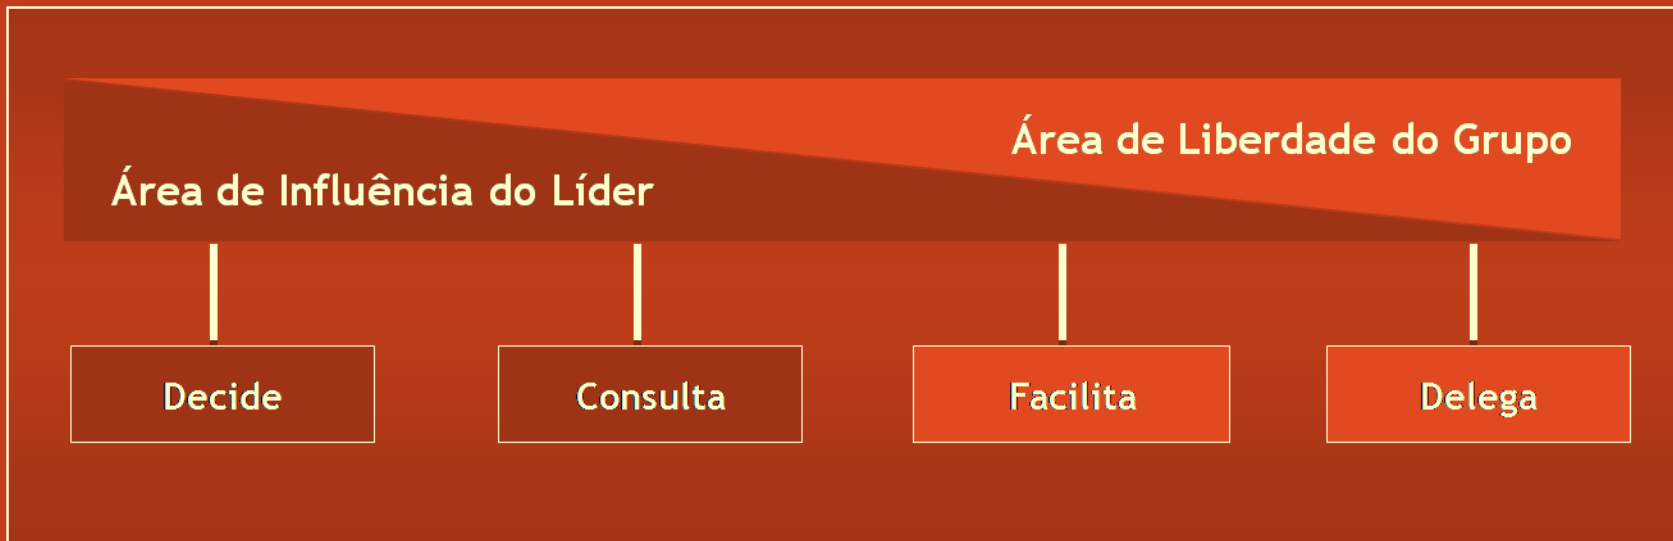 Área de Liberdade do Grupo
Área de Influência do Líder
Decide
Consulta
Facilita
Delega